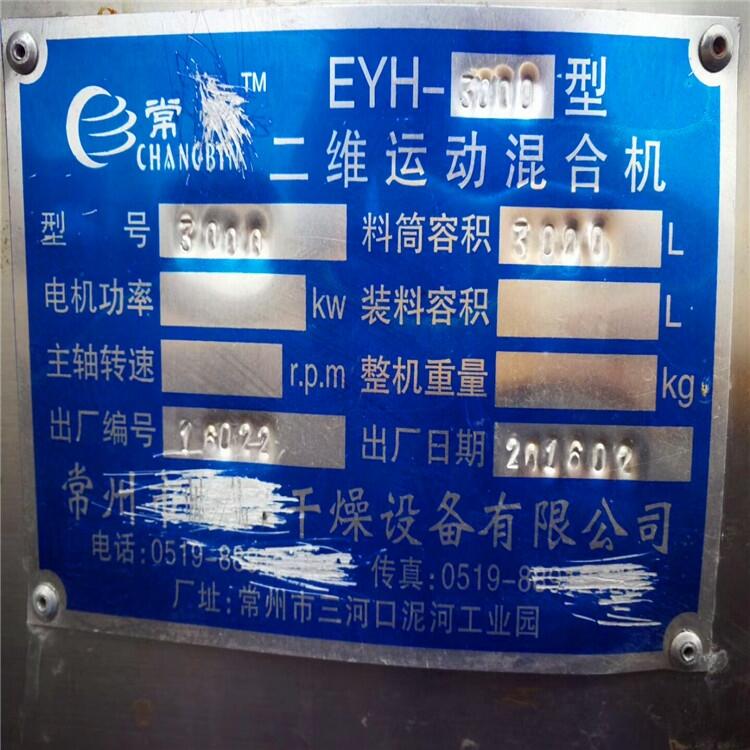 常 TM EYH-3000型
CHANGBIN 二维运动混合机
型 号 3000 料筒容积 3000 L
电机功率 kw 装料容积 L
主轴转速 r.p.m 整机重量 kg
出厂编号 16022 出厂日期 201602
常州市 干燥设备有限公司
电话:0519-88 传真:0519-889
厂址:常州市三河口泥河工业园